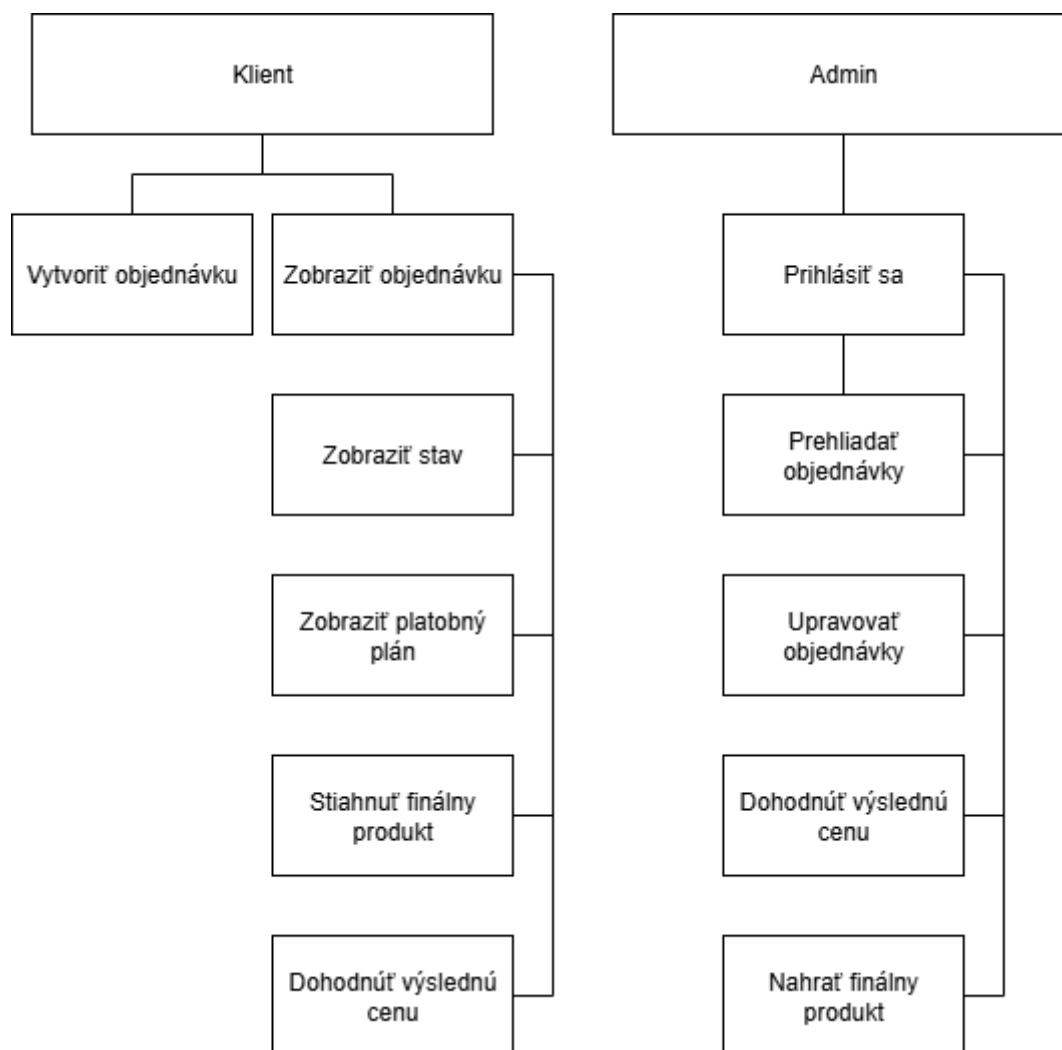 Klient
Admin
Vytvoriť objednávku
Zobraziť objednávku
Prihlásiť sa
Zobraziť stav
Prehliadať
objednávky
Zobraziť platobný
plán
Upravovať
objednávky
Stiahnuť finálny
produkt
Dohodnúť výslednú
cenu
Dohodnúť výslednú
cenu
Nahrať finálny
produkt